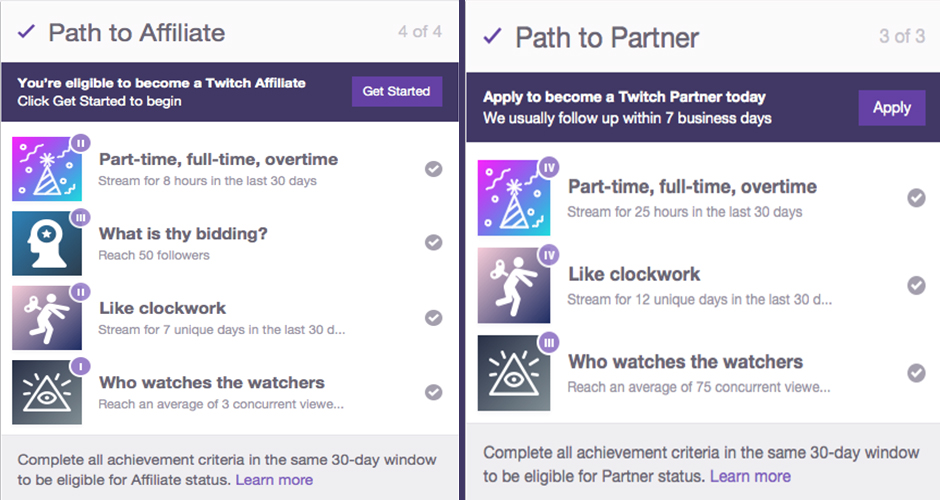 Path to Affiliate
4 of 4
You're eligible to become a Twitch Affiliate
Click Get Started to begin
Get Started
II
Part-time, full-time, overtime
Stream for 8 hours in the last 30 days
III
What is thy bidding?
Reach 50 followers
II
Like clockwork
Stream for 7 unique days in the last 30 d...
I
Who watches the watchers
Reach an average of 3 concurrent viewe...
Complete all achievement criteria in the same 30-day window
to be eligible for Affiliate status. Learn more
Path to Partner
3 of 3
Apply to become a Twitch Partner today
We usually follow up within 7 business days
Apply
IV
Part-time, full-time, overtime
Stream for 25 hours in the last 30 days
IV
Like clockwork
Stream for 12 unique days in the last 30 d...
III
Who watches the watchers
Reach an average of 75 concurrent viewe...
Complete all achievement criteria in the same 30-day window
to be eligible for Partner status. Learn more